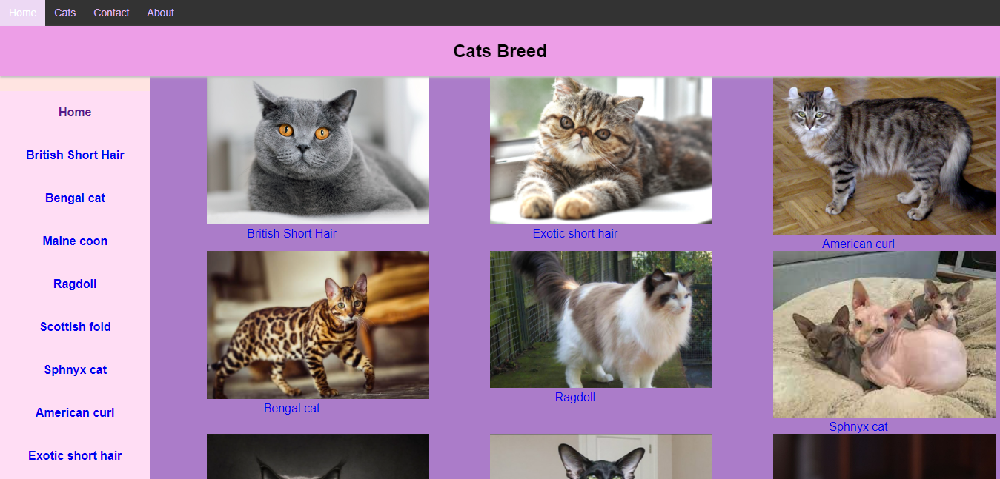 Home Cats Contact About
Cats Breed
Home
British Short Hair
Bengal cat
Maine coon
Ragdoll
Scottish fold
Sphnyx cat
American curl
Exotic short hair
British Short Hair
Exotic short hair
American curl
Bengal cat
Ragdoll
Sphnyx cat